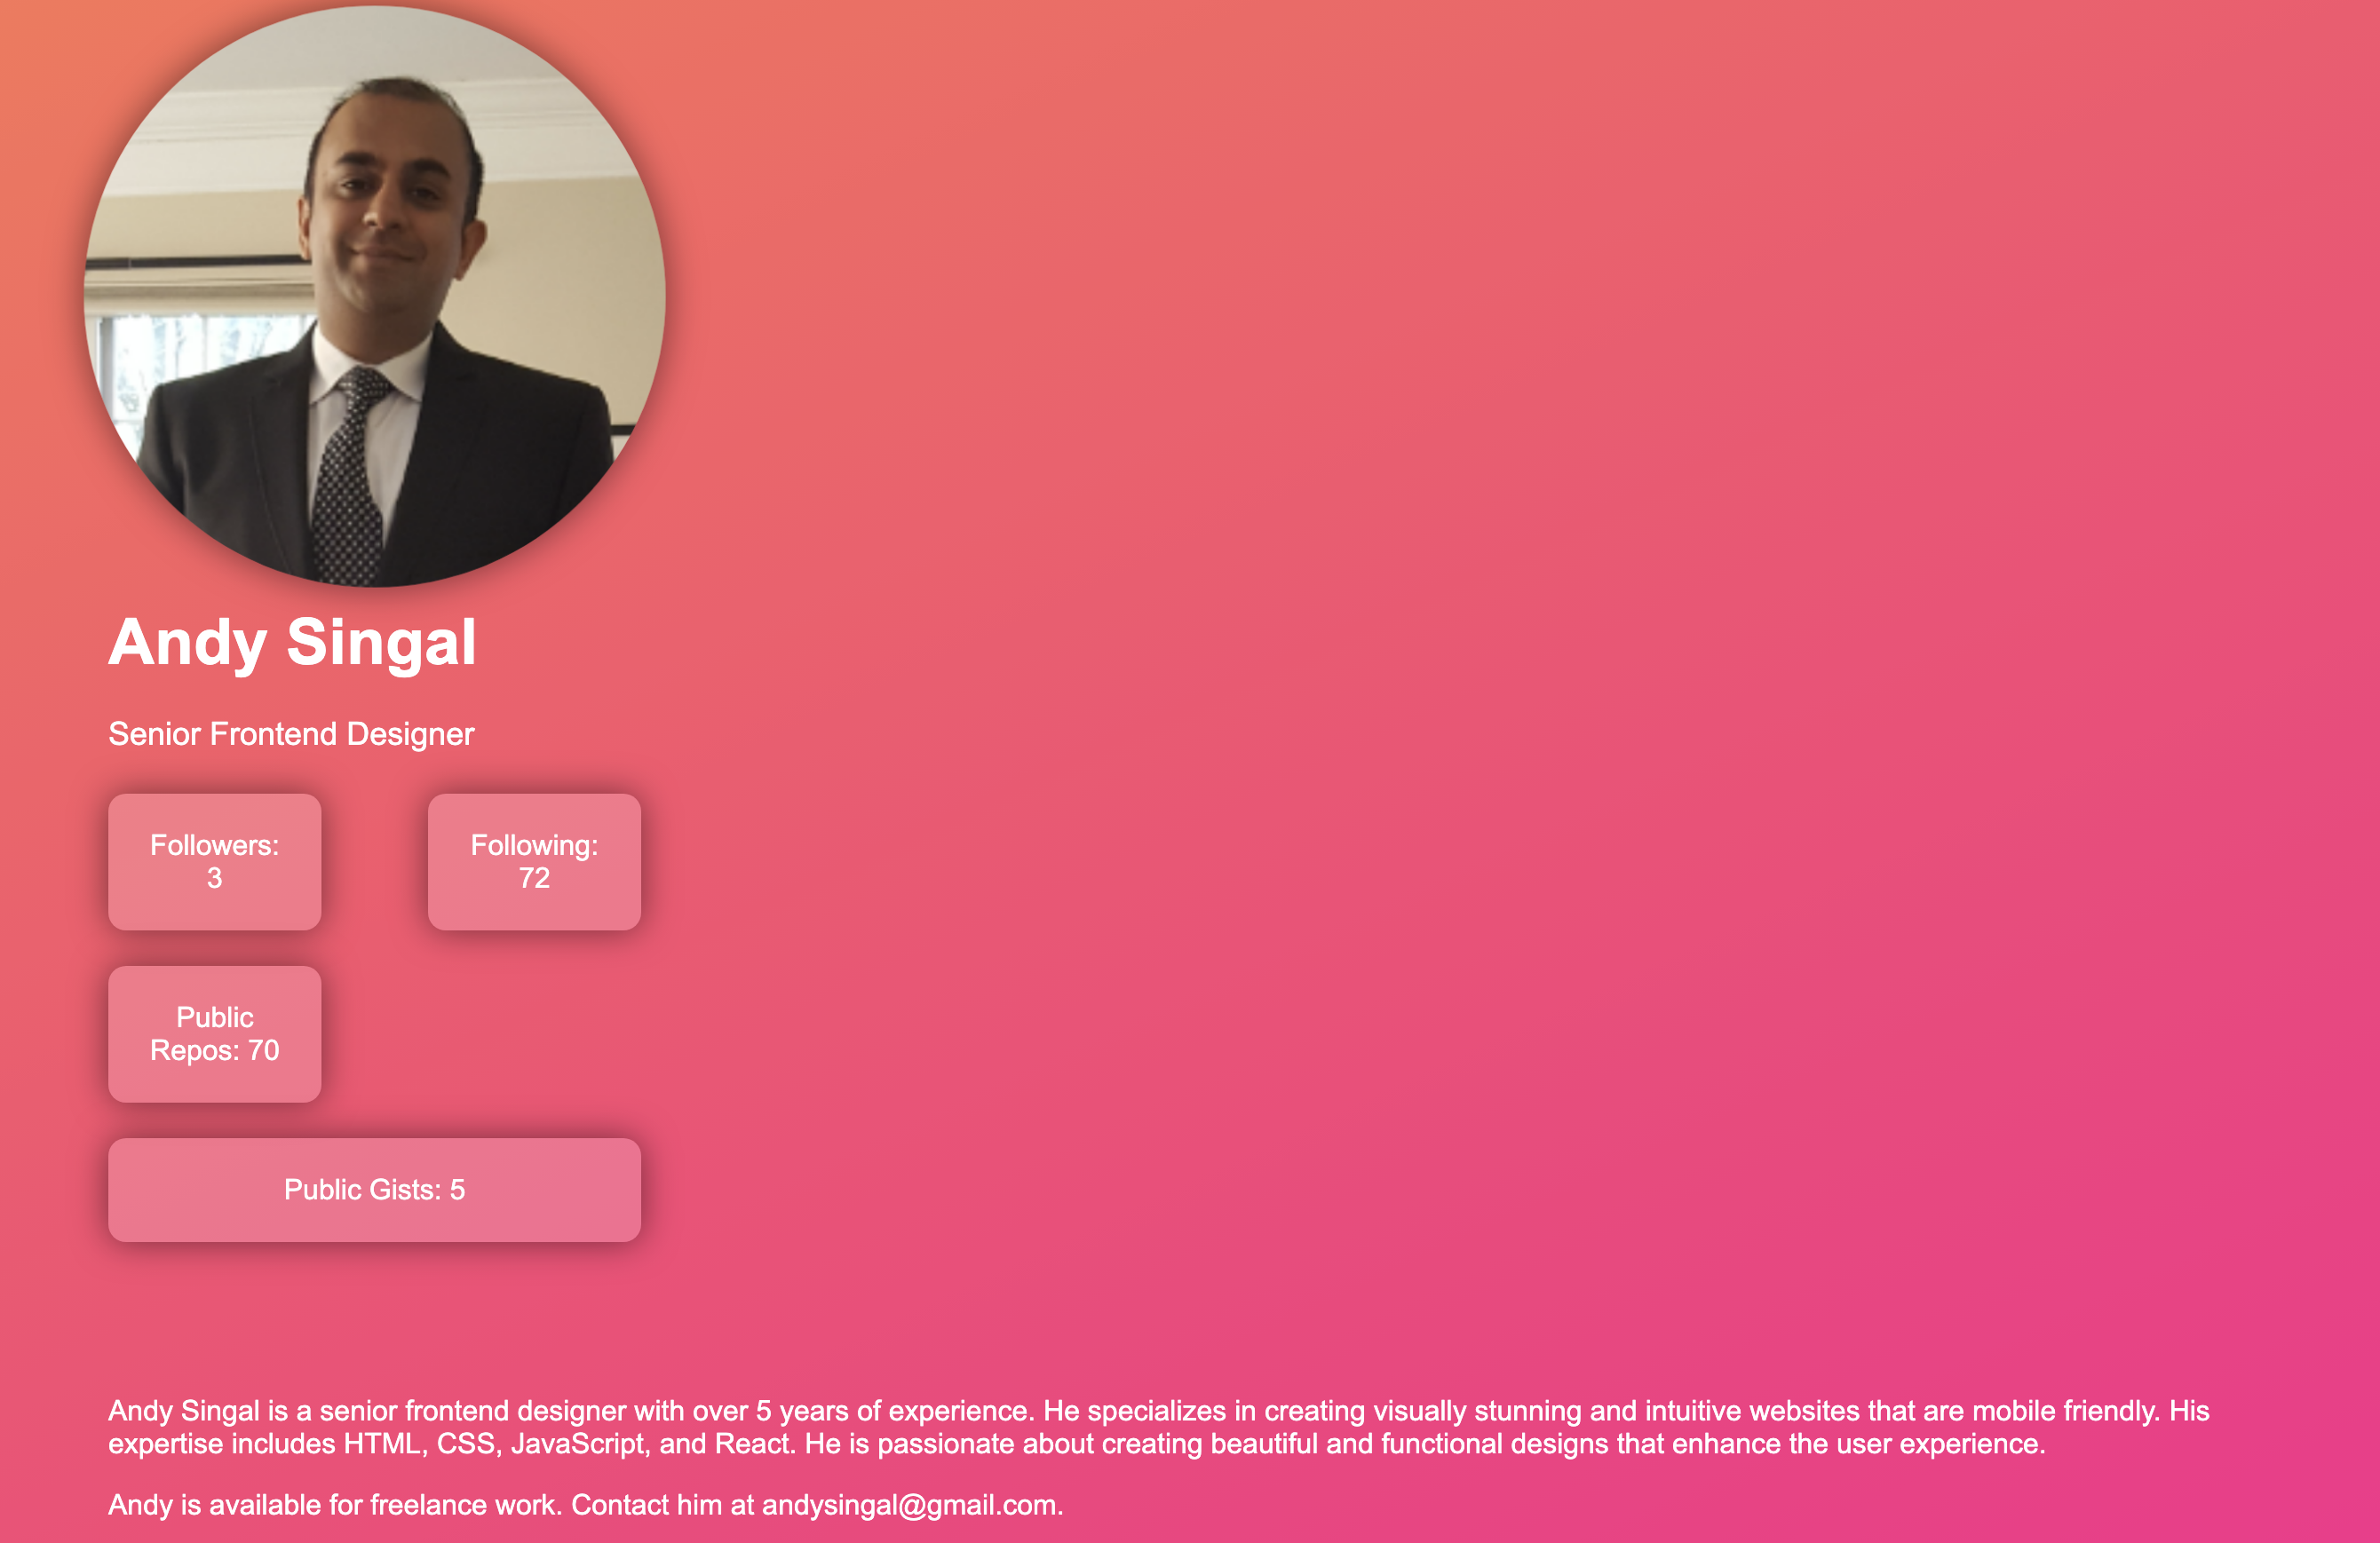 Andy Singal
Senior Frontend Designer
Followers:
3
Following:
72
Public
Repos: 70
Public Gists: 5
Andy Singal is a senior frontend designer with over 5 years of experience. He specializes in creating visually stunning and intuitive websites that are mobile friendly. His
expertise includes HTML, CSS, JavaScript, and React. He is passionate about creating beautiful and functional designs that enhance the user experience.
Andy is available for freelance work. Contact him at andysingal@gmail.com.